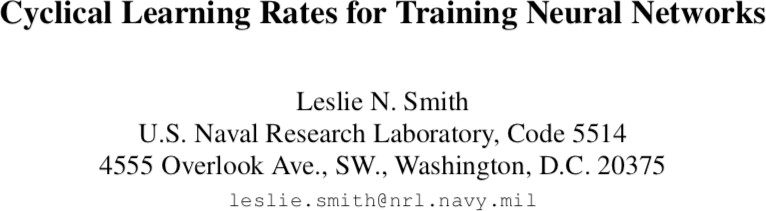 Cyclical Learning Rates for Training Neural Networks
Leslie N. Smith
U.S. Naval Research Laboratory, Code 5514
4555 Overlook Ave., SW., Washington, D.C. 20375
leslie.smith@nrl.navy.mil